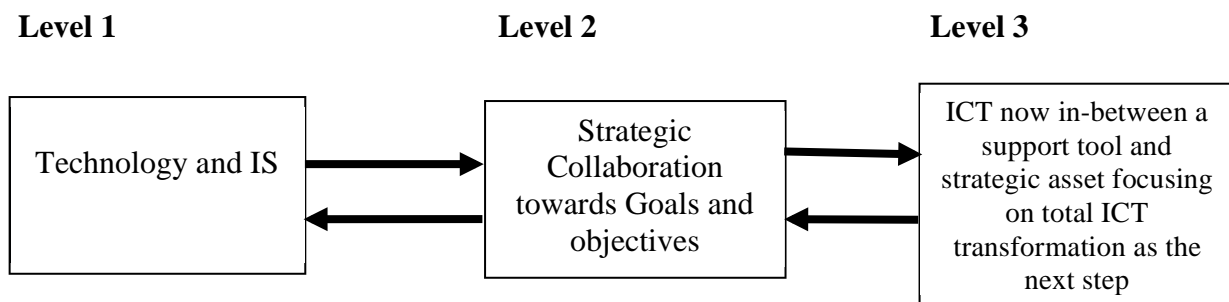 Level 1
Level 2
Level 3
Technology and IS
Strategic
Collaboration
towards Goals and
objectives
ICT now in-between a
support tool and
strategic asset focusing
on total ICT
transformation as the
next step